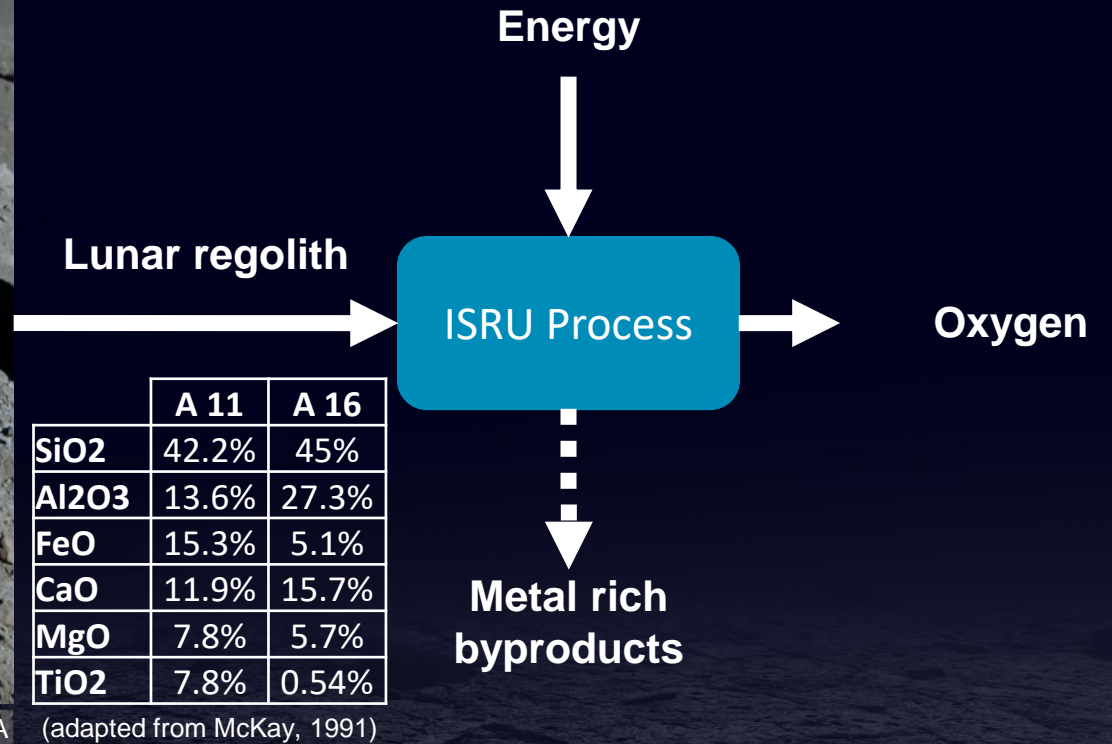 Energy
Lunar regolith
ISRU Process
Oxygen
A 11 A 16
SiO2 42.2% 45%
Al2O3 13.6% 27.3%
FeO 15.3% 5.1%
CaO 11.9% 15.7%
MgO 7.8% 5.7%
TiO2 7.8% 0.54%
Metal rich
byproducts
A (adapted from McKay, 1991)